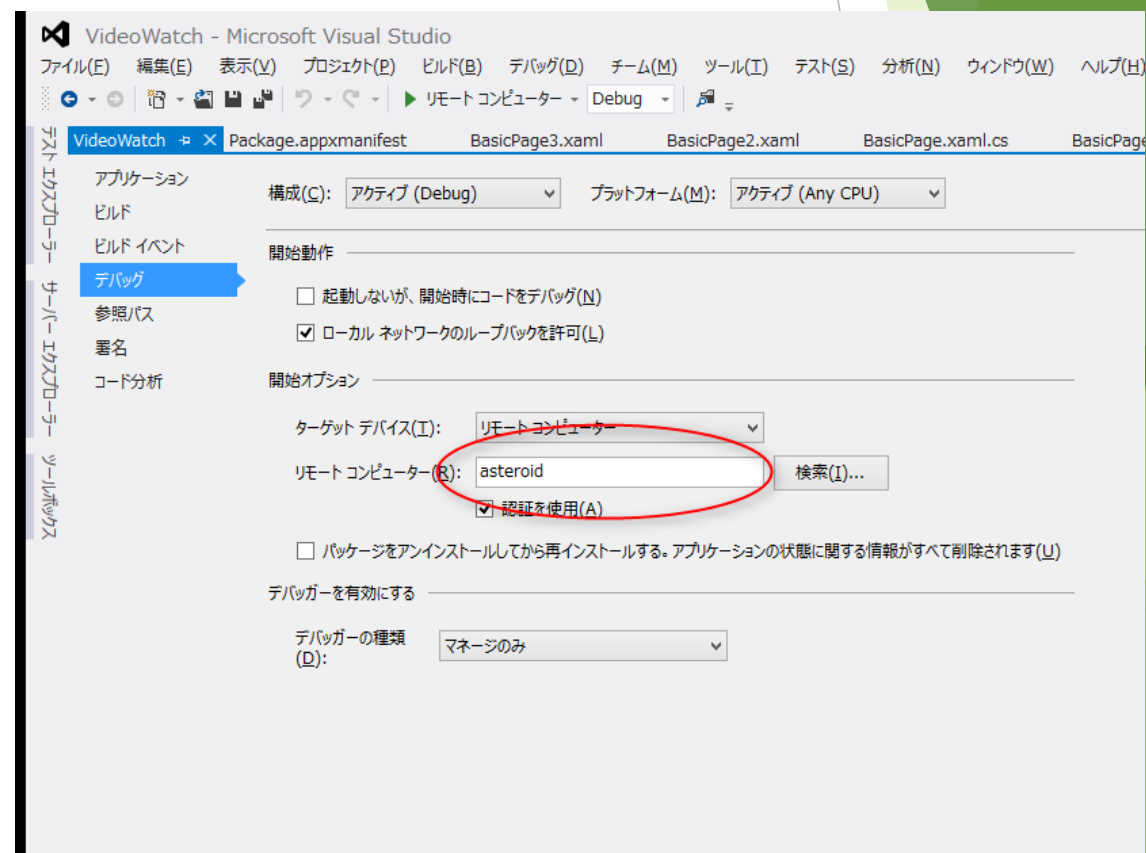 VideoWatch - Microsoft Visual Studio
ファイル(F) 編集(E) 表示(V) プロジェクト(P) ビルド(B) デバッグ(D) チーム(M) ツール(T) テスト(S) 分析(N) ウィンドウ(W) ヘルプ(H)
リモート コンピューター Debug
VideoWatch Package.appxmanifest BasicPage3.xaml BasicPage2.xaml BasicPage.xaml.cs BasicPage
テスト エクスプローラー
サーバー エクスプローラー
ツールボックス
アプリケーション
ビルド
ビルド イベント
デバッグ
参照パス
署名
コード分析
構成(C): アクティブ (Debug) プラットフォーム(M): アクティブ (Any CPU)
開始動作
起動しないが、開始時にコードをデバッグ(N)
ローカル ネットワークのループバックを許可(L)
開始オプション
ターゲット デバイス(T): リモート コンピューター
リモート コンピューター(R): asteroid 検索(I)...
認証を使用(A)
パッケージをアンインストールしてから再インストールする。アプリケーションの状態に関する情報がすべて削除されます(U)
デバッガーを有効にする
デバッガーの種類
(D): マネージのみ